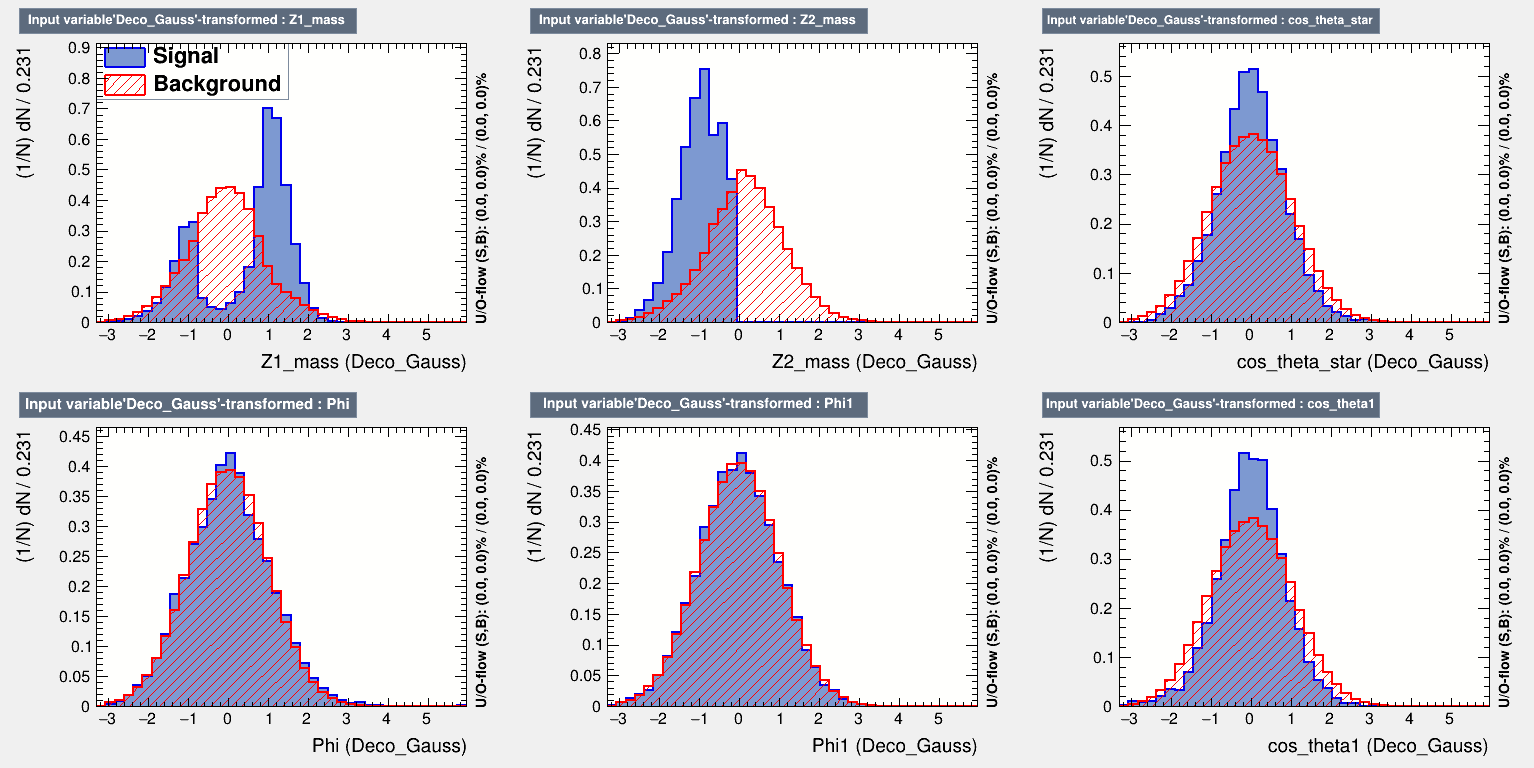 Input variable'Deco_Gauss'-transformed : Z1_mass
(1/N) dN / 0.231
0.9
0.8
0.7
0.6
0.5
0.4
0.3
0.2
0.1
0
Signal
Background
−3 −2 −1 0 1 2 3 4 5
Z1_mass (Deco_Gauss)
U/O-flow (S,B): (0.0, 0.0)% / (0.0, 0.0)%
Input variable'Deco_Gauss'-transformed : Z2_mass
(1/N) dN / 0.231
0.8
0.7
0.6
0.5
0.4
0.3
0.2
0.1
0
−3 −2 −1 0 1 2 3 4 5
Z2_mass (Deco_Gauss)
U/O-flow (S,B): (0.0, 0.0)% / (0.0, 0.0)%
Input variable'Deco_Gauss'-transformed : cos_theta_star
(1/N) dN / 0.231
0.5
0.4
0.3
0.2
0.1
0
−3 −2 −1 0 1 2 3 4 5
cos_theta_star (Deco_Gauss)
U/O-flow (S,B): (0.0, 0.0)% / (0.0, 0.0)%
Input variable'Deco_Gauss'-transformed : Phi
(1/N) dN / 0.231
0.45
0.4
0.35
0.3
0.25
0.2
0.15
0.1
0.05
0
−3 −2 −1 0 1 2 3 4 5
Phi (Deco_Gauss)
U/O-flow (S,B): (0.0, 0.0)% / (0.0, 0.0)%
Input variable'Deco_Gauss'-transformed : Phi1
(1/N) dN / 0.231
0.45
0.4
0.35
0.3
0.25
0.2
0.15
0.1
0.05
0
−3 −2 −1 0 1 2 3 4 5
Phi1 (Deco_Gauss)
U/O-flow (S,B): (0.0, 0.0)% / (0.0, 0.0)%
Input variable'Deco_Gauss'-transformed : cos_theta1
(1/N) dN / 0.231
0.5
0.4
0.3
0.2
0.1
0
−3 −2 −1 0 1 2 3 4 5
cos_theta1 (Deco_Gauss)
U/O-flow (S,B): (0.0, 0.0)% / (0.0, 0.0)%